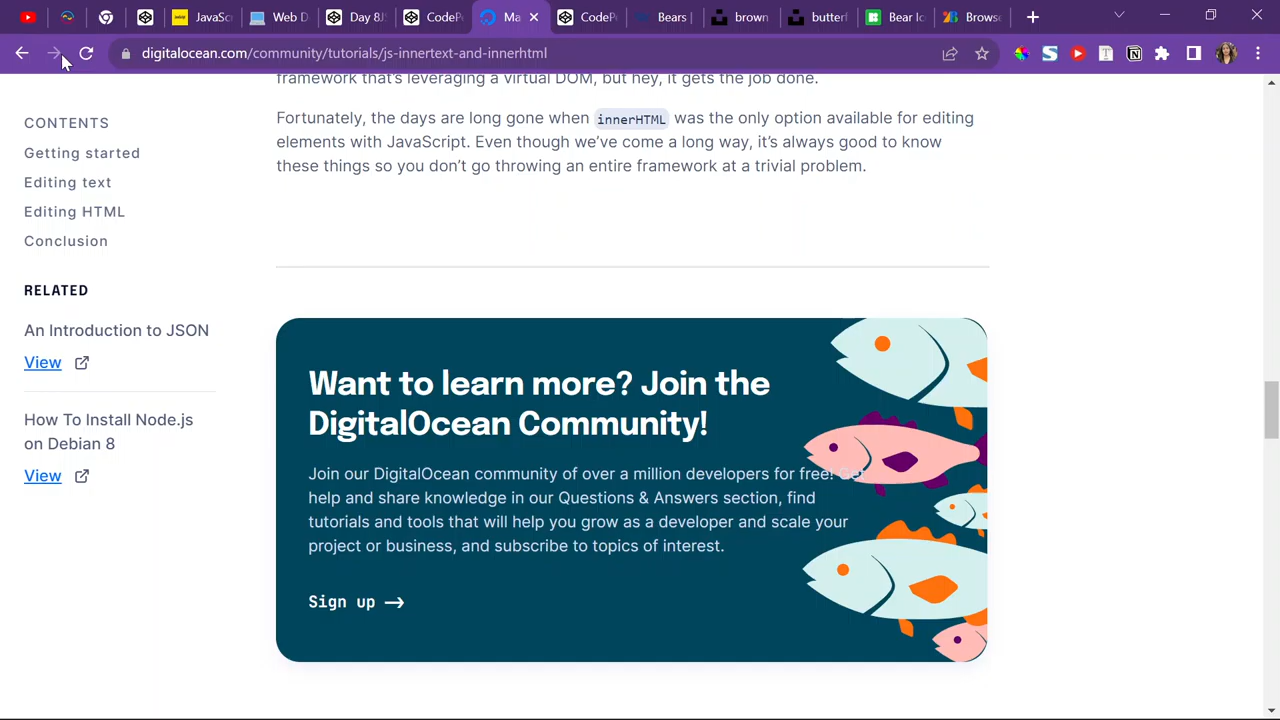 JavaSc
Web D
Day 8J
CodeP
Ma
CodeP
Bears |
brown
butterf
Bear Ic
Browse
digitalocean.com/community/tutorials/js-innertext-and-innerhtml
framework that's leveraging a virtual DOM, but hey, it gets the job done.
Fortunately, the days are long gone when innerHTML was the only option available for editing
elements with JavaScript. Even though we've come a long way, it's always good to know
these things so you don't go throwing an entire framework at a trivial problem.
CONTENTS
Getting started
Editing text
Editing HTML
Conclusion
RELATED
An Introduction to JSON
View
How To Install Node.js
on Debian 8
View
Want to learn more? Join the
DigitalOcean Community!
Join our DigitalOcean community of over a million developers for free! Get
help and share knowledge in our Questions & Answers section, find
tutorials and tools that will help you grow as a developer and scale your
project or business, and subscribe to topics of interest.
Sign up